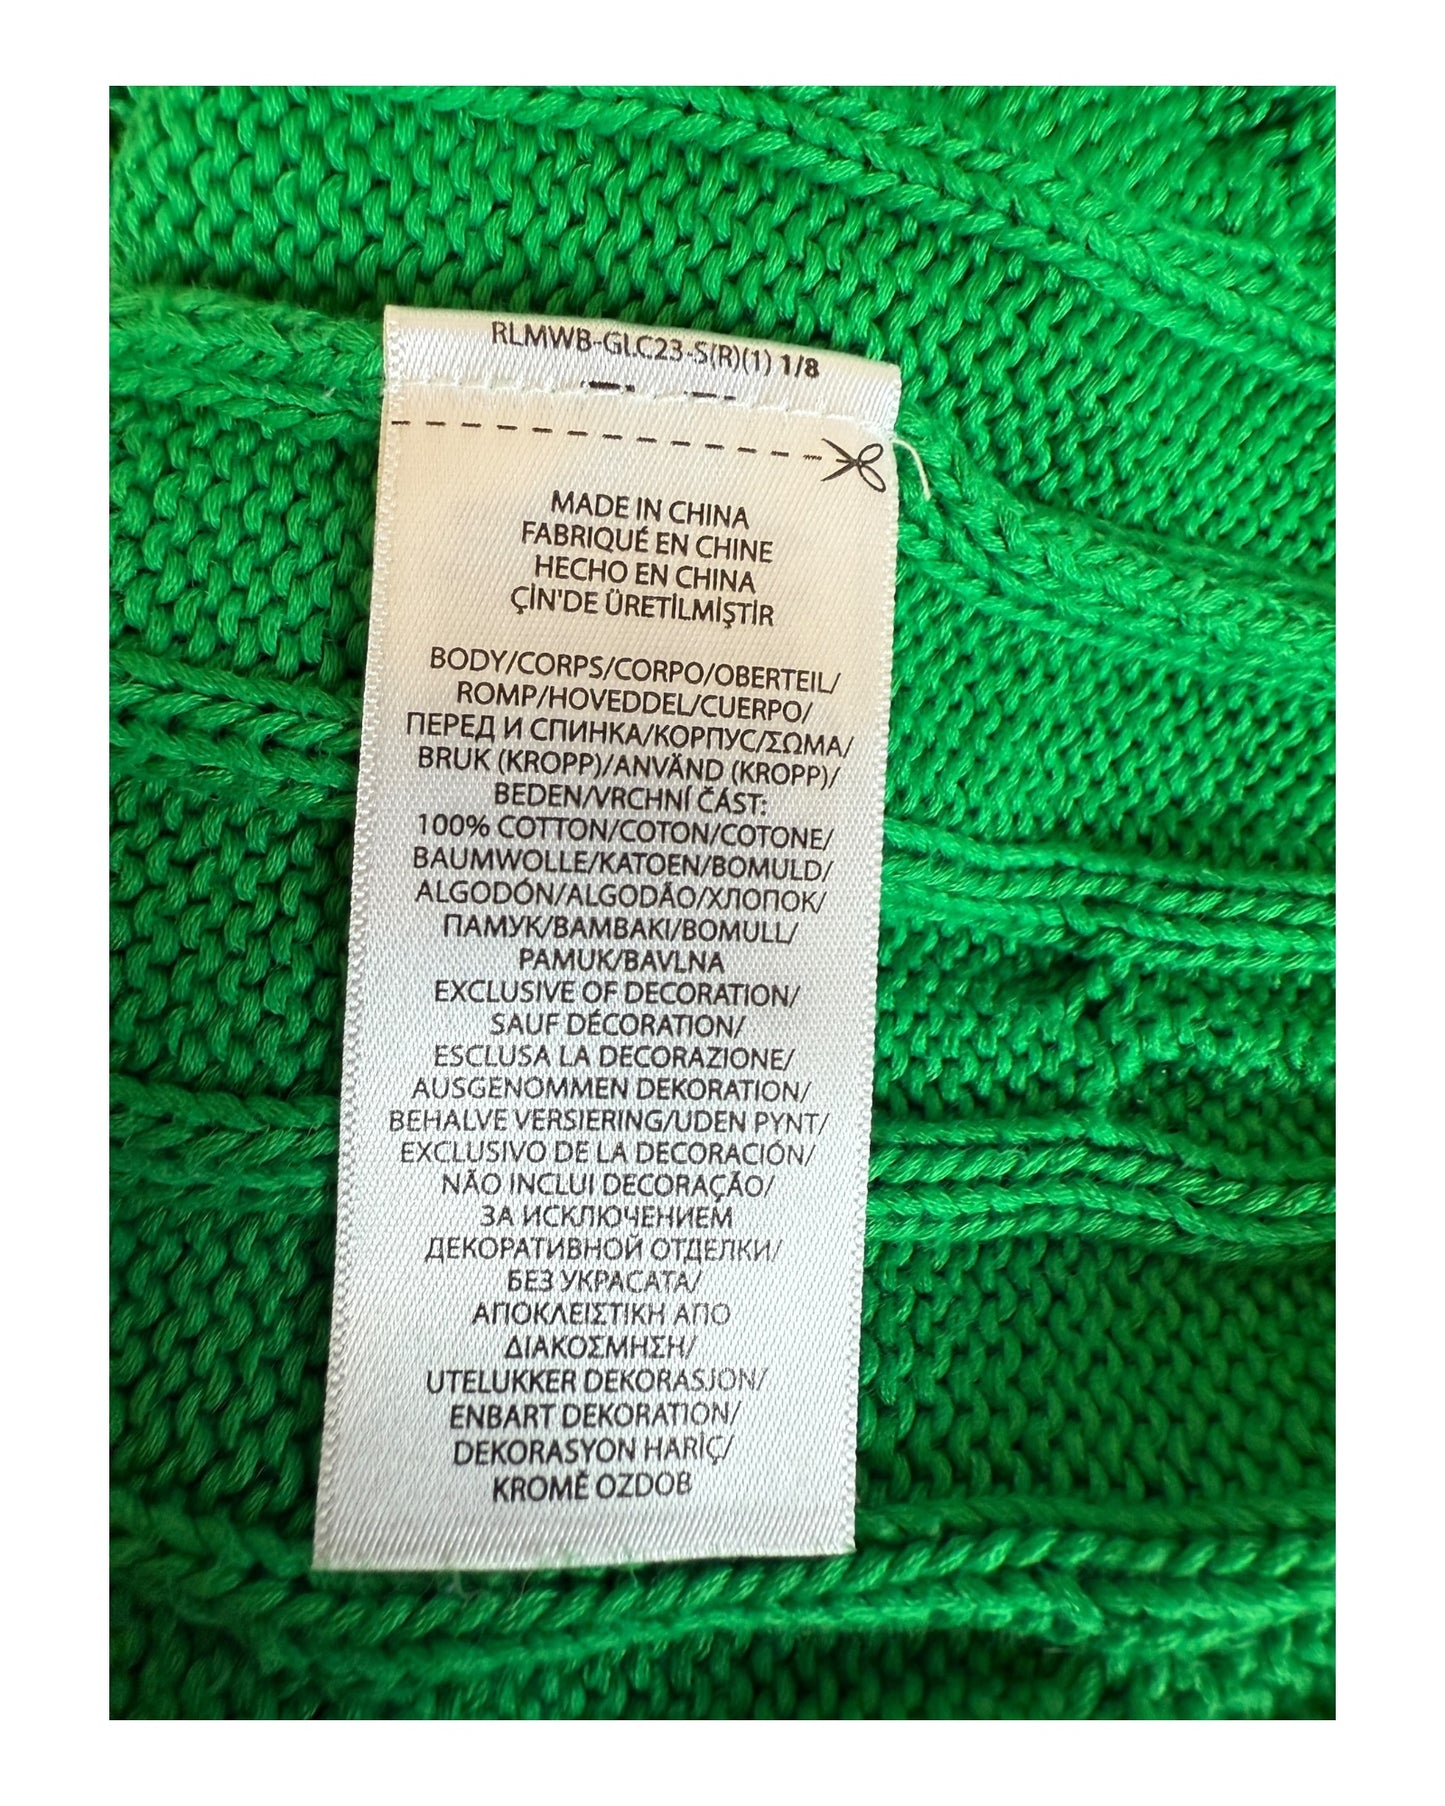 RLMWB-GLC23-S(R)(1) 1/8
MADE IN CHINA
FABRIQUÉ EN CHINE
HECHO EN CHINA
ÇİN'DE ÜRETİLMİŞTİR
BODY/CORPS/CORPO/OBERTEIL/
ROMP/HOVEDDEL/CUERPO/
ПЕРЕД И СПИНКА/КОРПУС/ΣΩΜΑ/
BRUK (KROPP)/ANVÄND (KROPP)/
BEDEN/VRCHNÍ ČÁST:
100% COTTON/COTON/COTONE/
BAUMWOLLE/KATOEN/BOMULD/
ALGODÓN/ALGODÃO/ХЛОПОК/
ПАМУК/ΒΑΜΒΑΚΙ/BOMULL/
PAMUK/BAVLNA
EXCLUSIVE OF DECORATION/
SAUF DÉCORATION/
ESCLUSA LA DECORAZIONE/
AUSGENOMMEN DEKORATION/
BEHALVE VERSIERING/UDEN PYNT/
EXCLUSIVO DE LA DECORACIÓN/
NÃO INCLUI DECORAÇÃO/
ЗА ИСКЛЮЧЕНИЕМ
ДЕКОРАТИВНОЙ ОТДЕЛКИ/
БЕЗ УКРАСАТА/
ΑΠΟΚΛΕΙΣΤΙΚΗ ΑΠΟ
ΔΙΑΚΟΣΜΗΣΗ/
UTELUKKER DEKORASJON/
ENBART DEKORATION/
DEKORASYON HARİÇ/
KROMĚ OZDOB